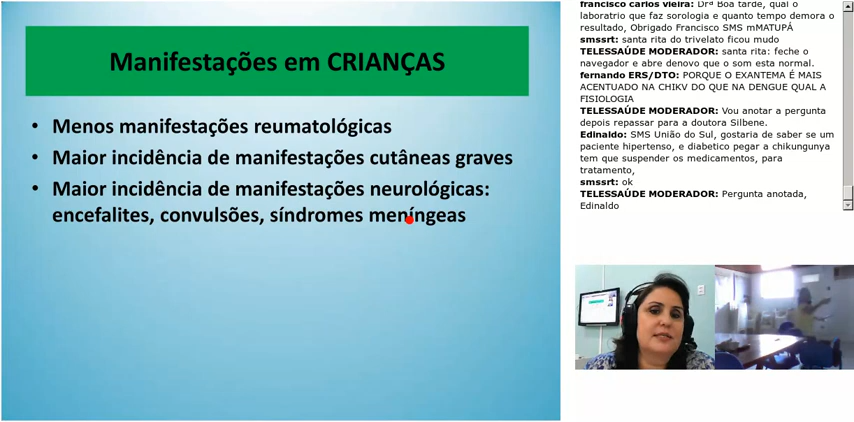 Manifestações em CRIANÇAS
• Menos manifestações reumatológicas
• Maior incidência de manifestações cutâneas graves
• Maior incidência de manifestações neurológicas:
encefalites, convulsões, síndromes meníngeas
francisco carlos vieira: Drª Boa tarde, qual o
laboratrio que faz sorologia e quanto tempo demora o
resultado, Obrigado Francisco SMS mMATUPÁ
smssrt: santa rita do trivelato ficou mudo
TELESSAÚDE MODERADOR: santa rita: feche o
navegador e abre denovo que o som esta normal.
fernando ERS/DTO: PORQUE O EXANTEMA É MAIS
ACENTUADO NA CHIKV DO QUE NA DENGUE QUAL A
FISIOLOGIA
TELESSAÚDE MODERADOR: Vou anotar a pergunta
depois repassar para a doutora Silbene.
Edinaldo: SMS União do Sul, gostaria de saber se um
paciente hipertenso, e diabetico pegar a chikungunya
tem que suspender os medicamentos, para
tratamento,
smssrt: ok
TELESSAÚDE MODERADOR: Pergunta anotada,
Edinaldo